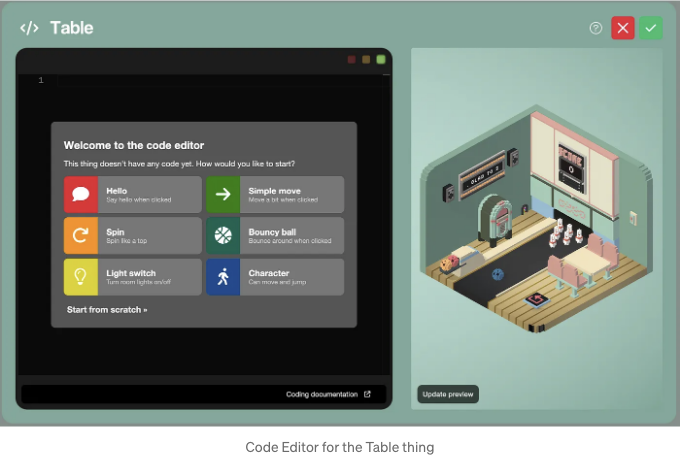 </> Table
1
Welcome to the code editor
This thing doesn't have any code yet. How would you like to start?
Hello
Say hello when clicked
Simple move
Move a bit when clicked
Spin
Spin like a top
Bouncy ball
Bounce around when clicked
Light switch
Turn room lights on/off
Character
Can move and jump
Start from scratch »
Coding documentation
SCORE
0
Update preview
Code Editor for the Table thing